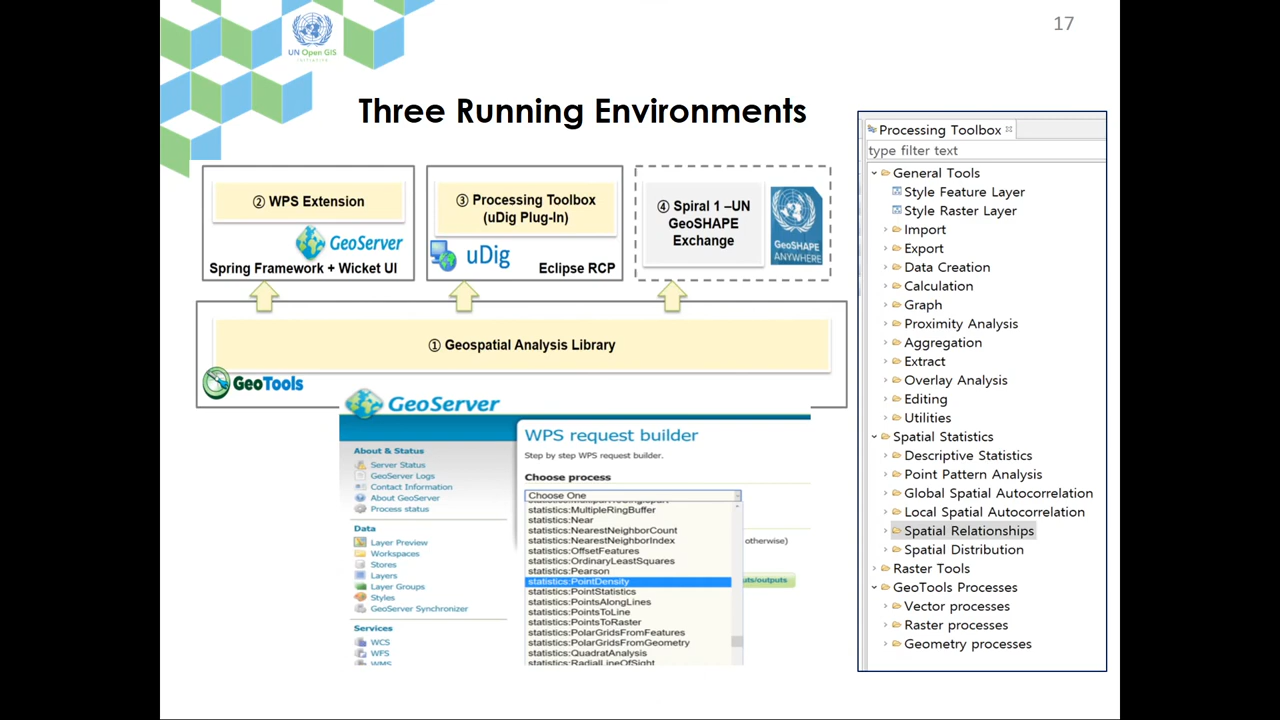 17
UN Open GIS
INITIATIVE
Three Running Environments
② WPS Extension
GeoServer
Spring Framework + Wicket UI
③ Processing Toolbox
(uDig Plug-In)
uDig
Eclipse RCP
④ Spiral 1 –UN
GeoSHAPE
Exchange
GeoSHAPE
ANYWHERE
① Geospatial Analysis Library
GeoTools
GeoServer
About & Status
Server Status
GeoServer Logs
Contact Information
About GeoServer
Process status
Data
Layer Preview
Workspaces
Stores
Layers
Layer Groups
Styles
GeoServer Synchronizer
Services
WCS
WFS
WMS
WPS request builder
Step by step WPS request builder.
Choose process
Choose One
statistics:MultipartToSinglepart
statistics:MultipleRingBuffer
statistics:Near
statistics:NearestNeighborCount
statistics:NearestNeighborIndex
statistics:OffsetFeatures
statistics:OrdinaryLeastSquares
statistics:Pearson
statistics:PointDensity
statistics:PointStatistics
statistics:PointsAlongLines
statistics:PointsToLine
statistics:PointsToRaster
statistics:PolarGridsFromFeatures
statistics:PolarGridsFromGeometry
statistics:QuadratAnalysis
statistics:RadialLineOfSight
otherwise)
uts/outputs
Processing Toolbox
type filter text
General Tools
Style Feature Layer
Style Raster Layer
Import
Export
Data Creation
Calculation
Graph
Proximity Analysis
Aggregation
Extract
Overlay Analysis
Editing
Utilities
Spatial Statistics
Descriptive Statistics
Point Pattern Analysis
Global Spatial Autocorrelation
Local Spatial Autocorrelation
Spatial Relationships
Spatial Distribution
Raster Tools
GeoTools Processes
Vector processes
Raster processes
Geometry processes